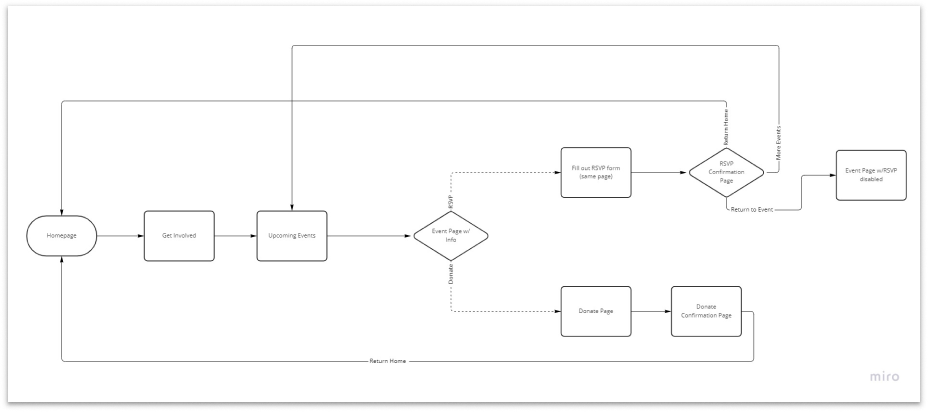 More Events
Return Home
Fill out RSVP form
(same page)
RSVP
Confirmation
Page
Event Page w/RSVP
disabled
RSVP
Return to Event
Homepage
Get Involved
Upcoming Events
Event Page w/
Info
Donate
Donate Page
Donate
Confirmation Page
Return Home
miro